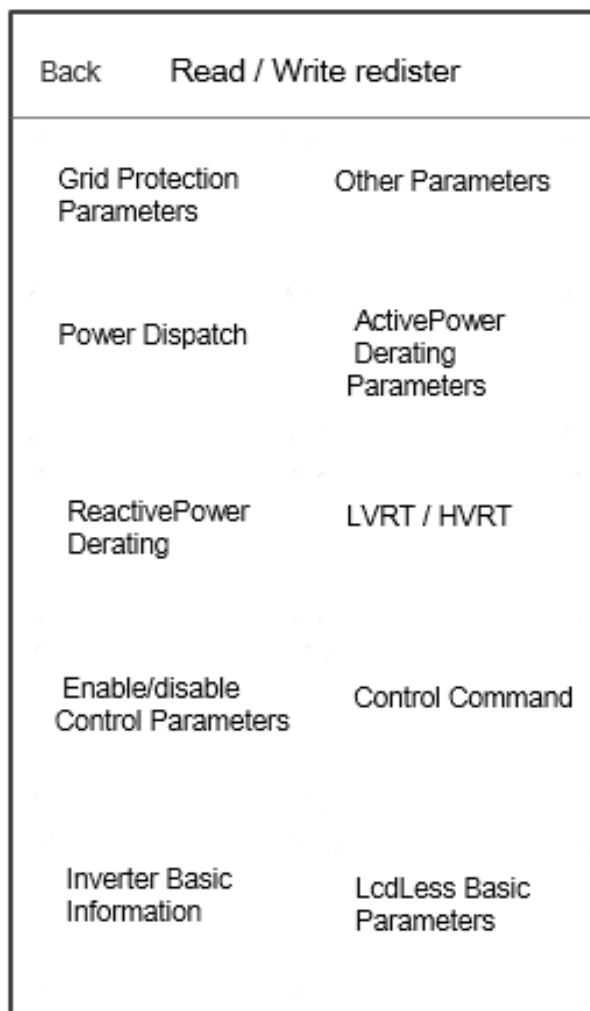 Back Read / Write redister
Grid Protection
Parameters
Other Parameters
Power Dispatch
ActivePower
Derating
Parameters
ReactivePower
Derating
LVRT / HVRT
Enable/disable
Control Parameters
Control Command
Inverter Basic
Information
LcdLess Basic
Parameters